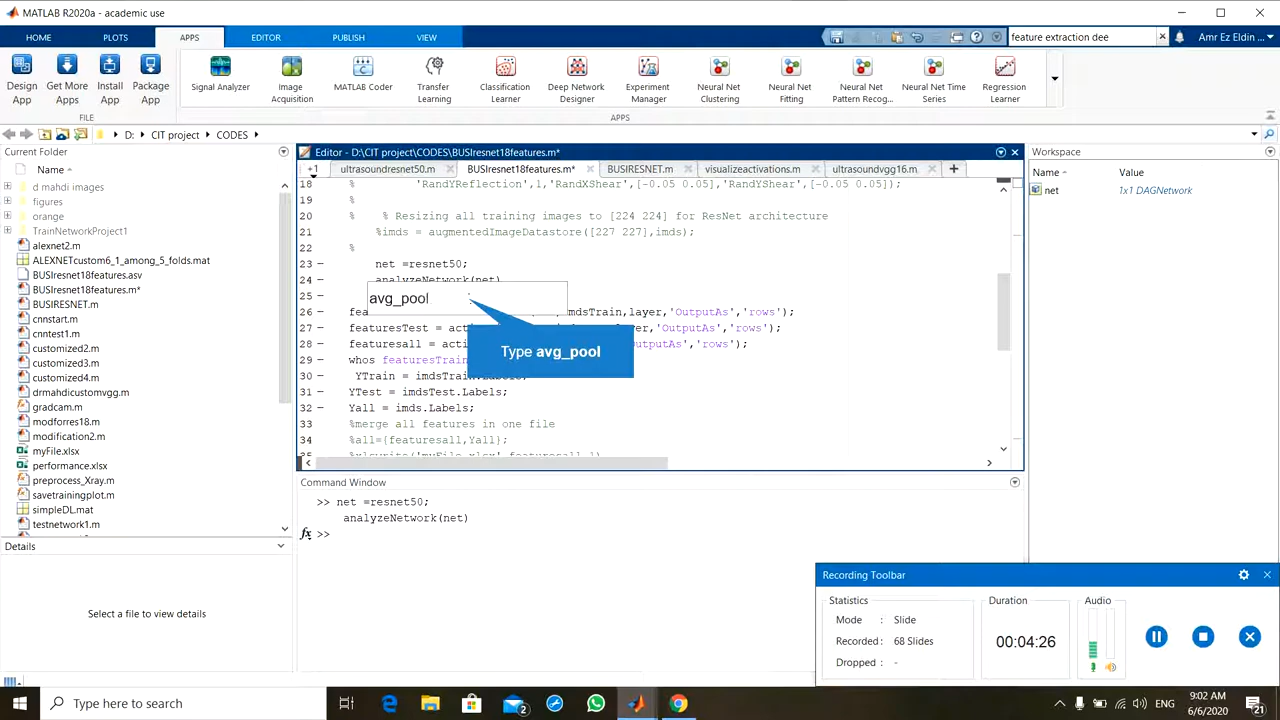 MATLAB R2020a - academic use
HOME
PLOTS
APPS
EDITOR
PUBLISH
VIEW
feature extraction dee
Amr Ez Eldin ...
Design
App
Get More
Apps
Install
App
Package
App
Signal Analyzer
Image
Acquisition
MATLAB Coder
Transfer
Learning
Classification
Learner
Deep Network
Designer
Experiment
Manager
Neural Net
Clustering
Neural Net
Fitting
Neural Net
Pattern Recog...
Neural Net Time
Series
Regression
Learner
FILE
APPS
D:
CIT project
CODES
Current Folder
Name
d mahdi images
figures
orange
TrainNetworkProject1
alexnet2.m
ALEXNETcustom6_1_among_5_folds.mat
BUSIresnet18features.asv
BUSIresnet18features.m*
BUSIRESNET.m
cnnstart.m
cnntest1.m
customized2.m
customized3.m
customized4.m
drmahdicustomvgg.m
gradcam.m
modforres18.m
modification2.m
myFile.xlsx
performance.xlsx
preprocess_Xray.m
savetrainingplot.m
simpleDL.mat
testnetwork1.m
Details
Select a file to view details
Editor - D:\CIT project\CODES\BUSIresnet18features.m*
+1
ultrasoundresnet50.m
BUSIresnet18features.m*
BUSIRESNET.m
visualizeactivations.m
ultrasoundvgg16.m
18 % 'RandYReflection',1,'RandXShear',[-0.05 0.05],'RandYShear',[-0.05 0.05]);
19 %
20 % % Resizing all training images to [224 224] for ResNet architecture
21 %imds = augmentedImageDatastore([227 227],imds);
22 %
23 net =resnet50;
24 analyzeNetwork(net)
25
avg_pool
26 fea mdsTrain,layer,'OutputAs','rows');
27 featuresTest = acti yer,'OutputAs','rows');
28 featuresall = acti utputAs','rows');
29 whos featuresTrain
Type avg_pool
30 YTrain = imdsTrain.Labels;
31 YTest = imdsTest.Labels;
32 Yall = imds.Labels;
33 %merge all features in one file
34 %all={featuresall,Yall};
35 %xlswrite('myFile.xlsx',featuresall,1)
Command Window
>> net =resnet50;
analyzeNetwork(net)
fx >>
Workspace
Name
Value
net
1x1 DAGNetwork
Recording Toolbar
Statistics
Mode : Slide
Recorded : 68 Slides
Dropped : -
Duration
00:04:26
Audio
Type here to search
2
ENG
9:02 AM
6/6/2020
21